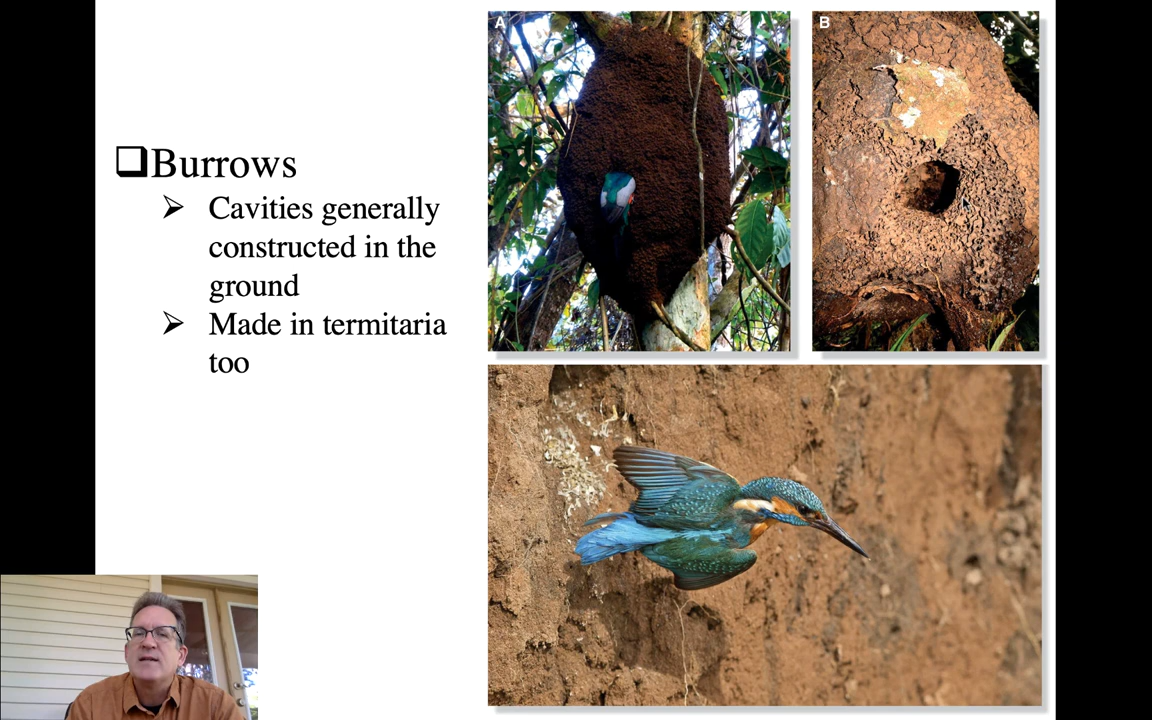 ❑Burrows
➢ Cavities generally
constructed in the
ground
➢ Made in termitaria
too
A
B